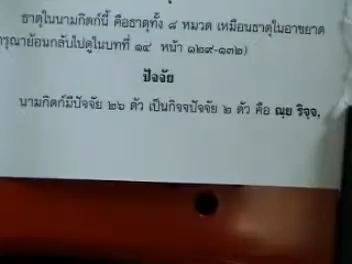 ธาตุในนามกิตก์นี้ คือธาตุทั้ง ๘ หมวด เหมือนธาตุในอาขยาต
กรุณาย้อนกลับไปดูในบทที่ ๑๔ หน้า ๑๒๙-๑๓๒)
ปัจจัย
นามกิตก์มีปัจจัย ๒๖ ตัว เป็นกิจจปัจจัย ๒ ตัว คือ ณฺย ริจฺจ,